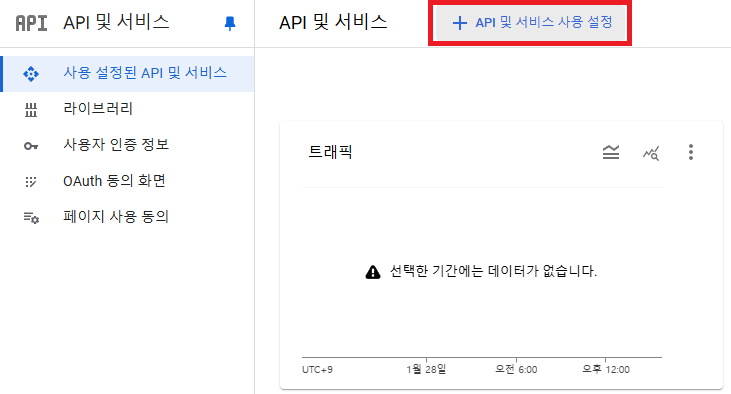 API API 및 서비스
사용 설정된 API 및 서비스
라이브러리
사용자 인증 정보
OAuth 동의 화면
페이지 사용 동의
API 및 서비스
+ API 및 서비스 사용 설정
트래픽
선택한 기간에는 데이터가 없습니다.
UTC+9 1월 28일 오전 6:00 오후 12:00